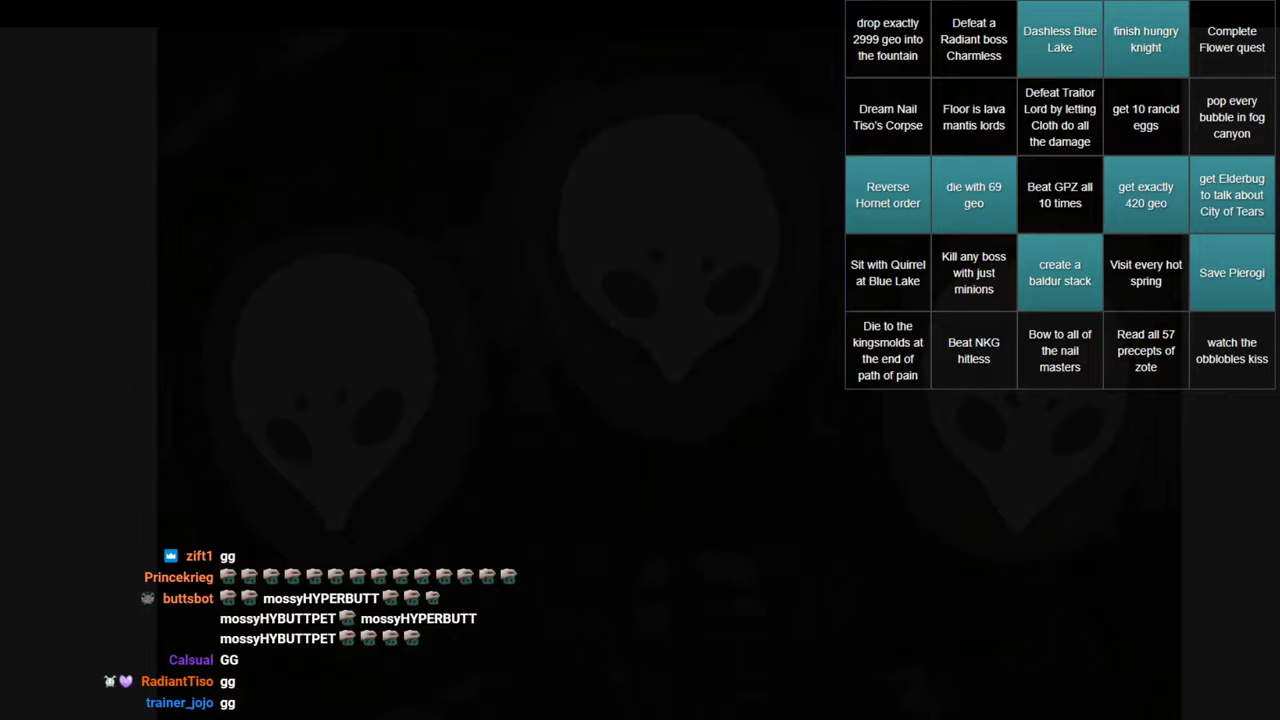 drop exactly
2999 geo into
the fountain
Defeat a
Radiant boss
Charmless
Dashless Blue
Lake
finish hungry
knight
Complete
Flower quest
Dream Nail
Tiso's Corpse
Floor is lava
mantis lords
Defeat Traitor
Lord by letting
Cloth do all
the damage
get 10 rancid
eggs
pop every
bubble in fog
canyon
Reverse
Hornet order
die with 69
geo
Beat GPZ all
10 times
get exactly
420 geo
get Elderbug
to talk about
City of Tears
Sit with Quirrel
at Blue Lake
Kill any boss
with just
minions
create a
baldur stack
Visit every hot
spring
Save Pierogi
Die to the
kingsmolds at
the end of
path of pain
Beat NKG
hitless
Bow to all of
the nail
masters
Read all 57
precepts of
zote
watch the
obblobles kiss
zift1 gg
Princekrieg
buttsbot mossyHYPERBUTT
mossyHYBUTTPET mossyHYPERBUTT
mossyHYBUTTPET
Calsual GG
RadiantTiso gg
trainer_jojo gg